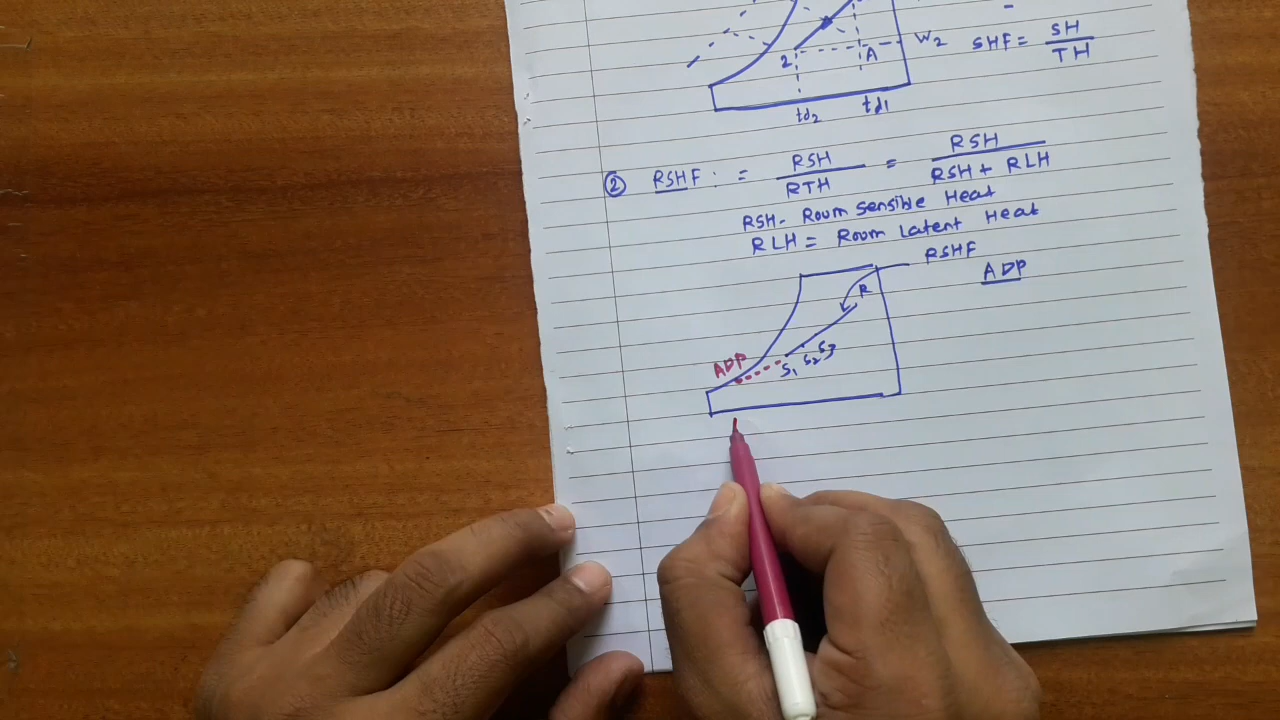 2 A W2 SHF = SH / TH
td2 td1
② RSHF : = RSH / RTH = RSH / RSH + RLH
RSH - Room Sensible Heat
RLH = Room Latent Heat
RSHF
ADP
R
ADP
S1 S2 S3